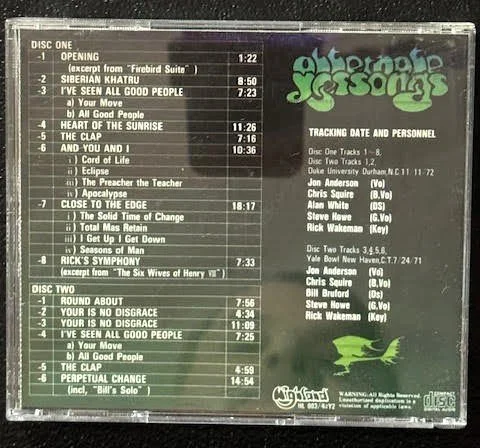 DISC ONE
-1 OPENING 1:22
(excerpt from "Firebird Suite" )
-2 SIBERIAN KHATRU 8:50
-3 I'VE SEEN ALL GOOD PEOPLE 7:23
a) Your Move
b) All Good People
-4 HEART OF THE SUNRISE 11:26
-5 THE CLAP 7:16
-6 AND YOU AND I 10:36
i ) Cord of Life
ii ) Eclipse
iii) The Preacher the Teacher
iv) Apocalypse
-7 CLOSE TO THE EDGE 18:17
i ) The Solid Time of Change
ii ) Total Mas Retain
iii) I Get Up I Get Down
iv) Seasons of Man
-8 RICK'S SYMPHONY 7:33
(excerpt from "The Six Wives of Henry Ⅷ" )
DISC TWO
-1 ROUND ABOUT 7:56
-2 YOUR IS NO DISGRACE 4:34
-3 YOUR IS NO DISGRACE 11:09
-4 I'VE SEEN ALL GOOD PEOPLE 7:25
a) Your Move
b) All Good People
-5 THE CLAP 4:59
-6 PERPETUAL CHANGE 14:54
(incl, "Bill's Solo" )
alternate
yessongs
TRACKING DATE AND PERSONNEL
Disc One Tracks 1~8,
Disc Two Tracks 1,2,
Duke University Durham,N.C 11/11/72
Jon Anderson (Vo)
Chris Squire (B.Vo)
Alan White (DS)
Steve Howe (G.Vo)
Rick Wakeman (Key)
Disc Two Tracks 3,4,5,6,
Yale Bowl New Haven,C.T.7/24/71
Jon Anderson (Vo)
Chris Squire (B,Vo)
Bill Bruford (Ds)
Steve Howe (G,Vo)
Rick Wakeman (Key)
Highland
HL 003/4#Y2
WARNING: All Rights Reserved.
Unauthorized duplication is a
violation of applicable laws.
COMPACT
disc
DIGITAL AUDIO